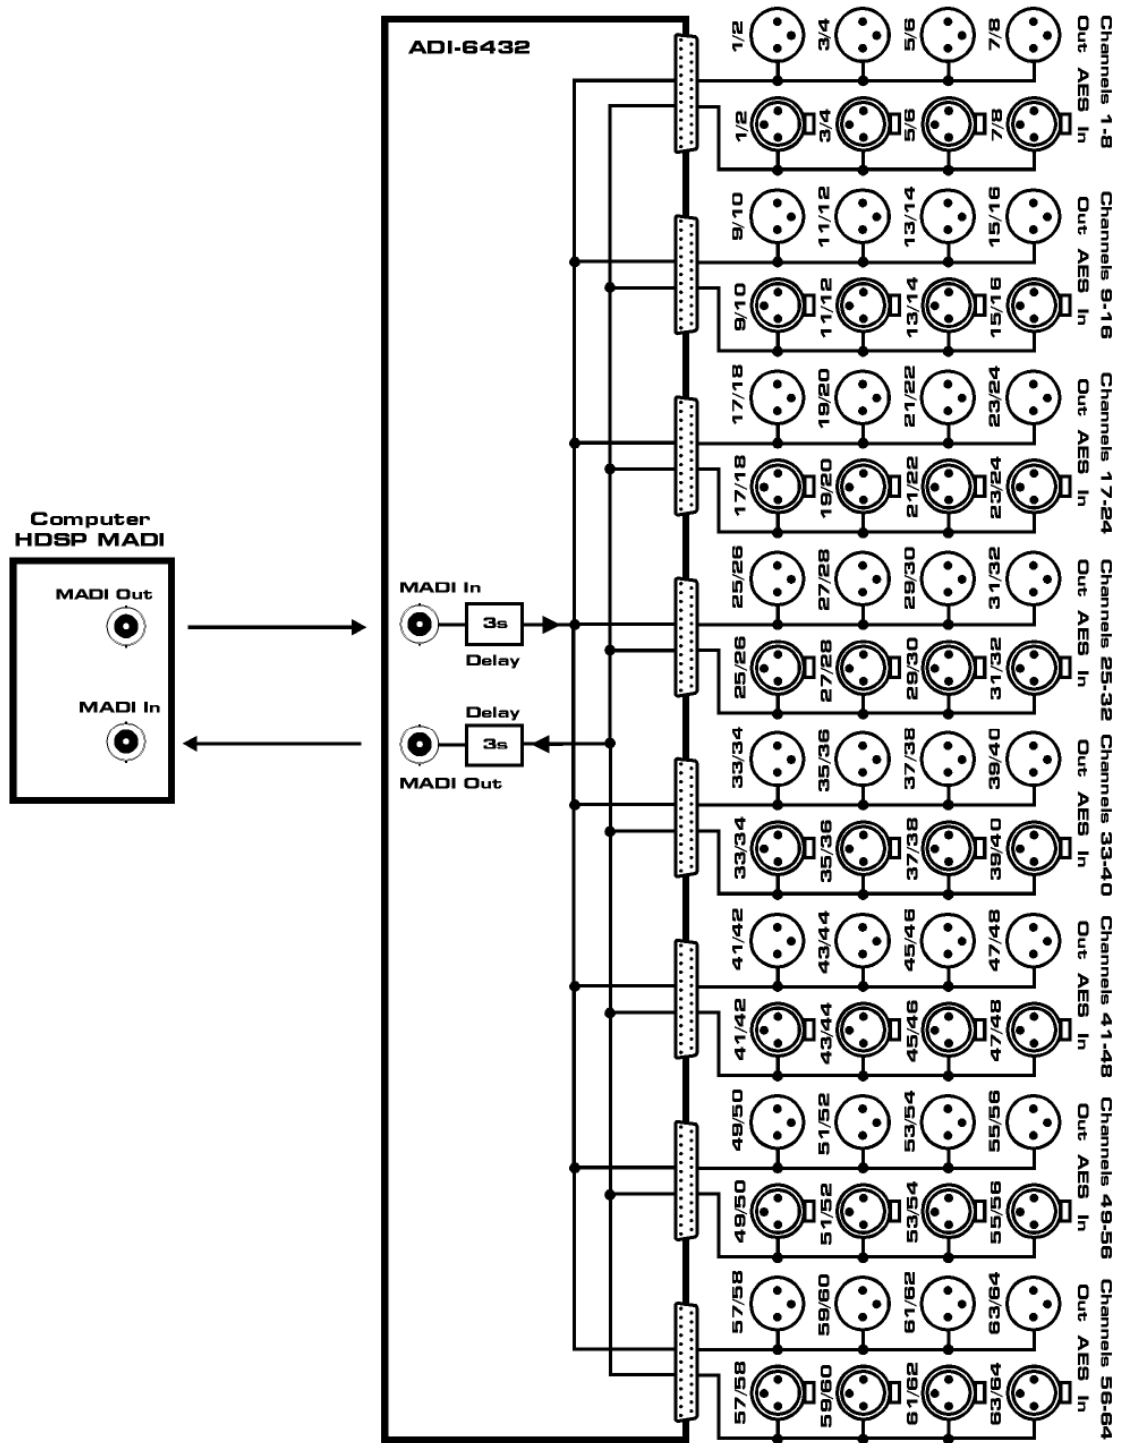 ADI-6432
Computer
HDSP MADI
MADI Out
MADI In
MADI In
3s
Delay
Delay
3s
MADI Out
1/2 3/4 5/6 7/8
1/2 3/4 5/6 7/8
Out AES In
Channels 1-8
9/10 11/12 13/14 15/16
9/10 11/12 13/14 15/16
Out AES In
Channels 9-16
17/18 19/20 21/22 23/24
17/18 19/20 21/22 23/24
Out AES In
Channels 17-24
25/26 27/28 29/30 31/32
25/26 27/28 29/30 31/32
Out AES In
Channels 25-32
33/34 35/36 37/38 39/40
33/34 35/36 37/38 39/40
Out AES In
Channels 33-40
41/42 43/44 45/46 47/48
41/42 43/44 45/46 47/48
Out AES In
Channels 41-48
49/50 51/52 53/54 55/56
49/50 51/52 53/54 55/56
Out AES In
Channels 49-56
57/58 59/60 61/62 63/64
57/58 59/60 61/62 63/64
Out AES In
Channels 56-64